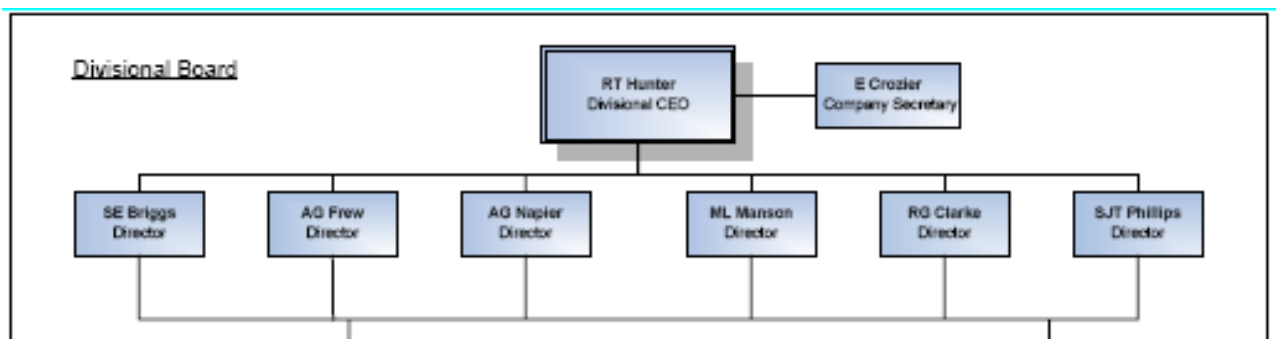 Divisional Board
RT Hunter
Divisional CEO
E Crozier
Company Secretary
SE Briggs
Director
AG Frew
Director
AG Napier
Director
ML Manson
Director
RG Clarke
Director
SJT Phillips
Director